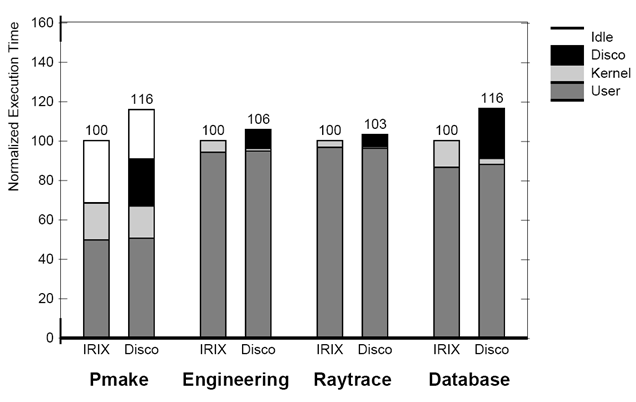 Normalized Execution Time
160
140
120
100
80
60
40
20
0
100
116
100
106
100
103
100
116
IRIX Disco IRIX Disco IRIX Disco IRIX Disco
Pmake Engineering Raytrace Database
Idle
Disco
Kernel
User